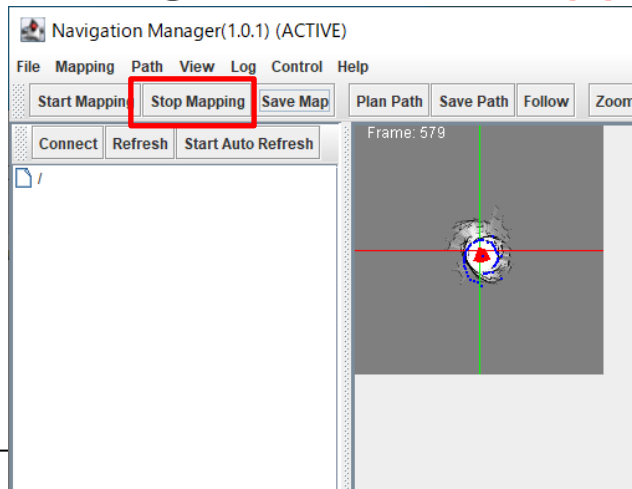 Navigation Manager(1.0.1) (ACTIVE)
File Mapping Path View Log Control Help
Start Mapping Stop Mapping Save Map Plan Path Save Path Follow Zoom
Connect Refresh Start Auto Refresh
Frame: 579
/